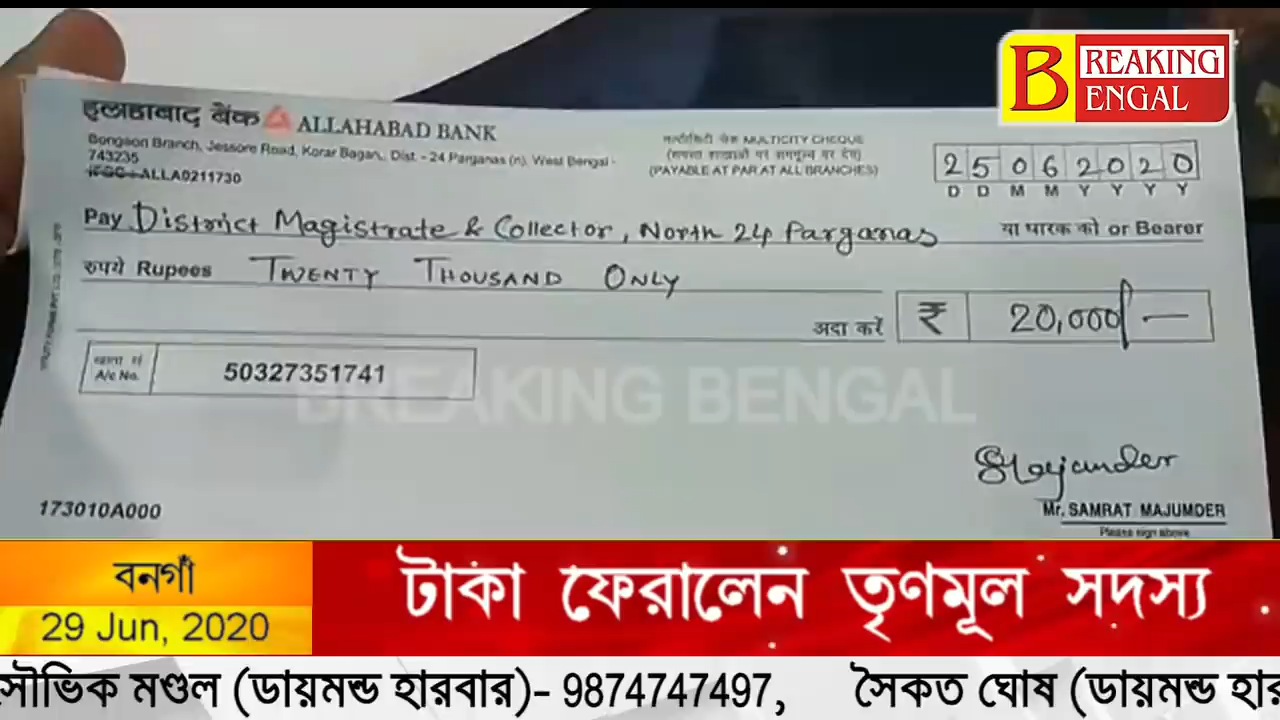 BREAKING
BENGAL
इलाहाबाद बैंक ALLAHABAD BANK
Bongaon Branch, Jessore Road, Korar Bagan, Dist. - 24 Parganas (n), West Bengal -
743235
IFSC - ALLA0211730
मल्टीसिटी चेक MULTICITY CHEQUE
(PAYABLE AT PAR AT ALL BRANCHES)
25062020
D D M M Y Y Y Y
Pay District Magistrate & Collector, North 24 Parganas या धारक को or Bearer
रुपये Rupees TWENTY THOUSAND ONLY
अदा करें ₹ 20,000/-
खाता सं
A/c No. 50327351741
BREAKING BENGAL
SMajumder
173010A000
Mr. SAMRAT MAJUMDER
Please sign above
বনগাঁ
29 Jun, 2020
টাকা ফেরালেন তৃণমূল সদস্য .
সৌভিক মণ্ডল (ডায়মন্ড হারবার)- 9874747497, সৈকত ঘোষ (ডায়মন্ড হার